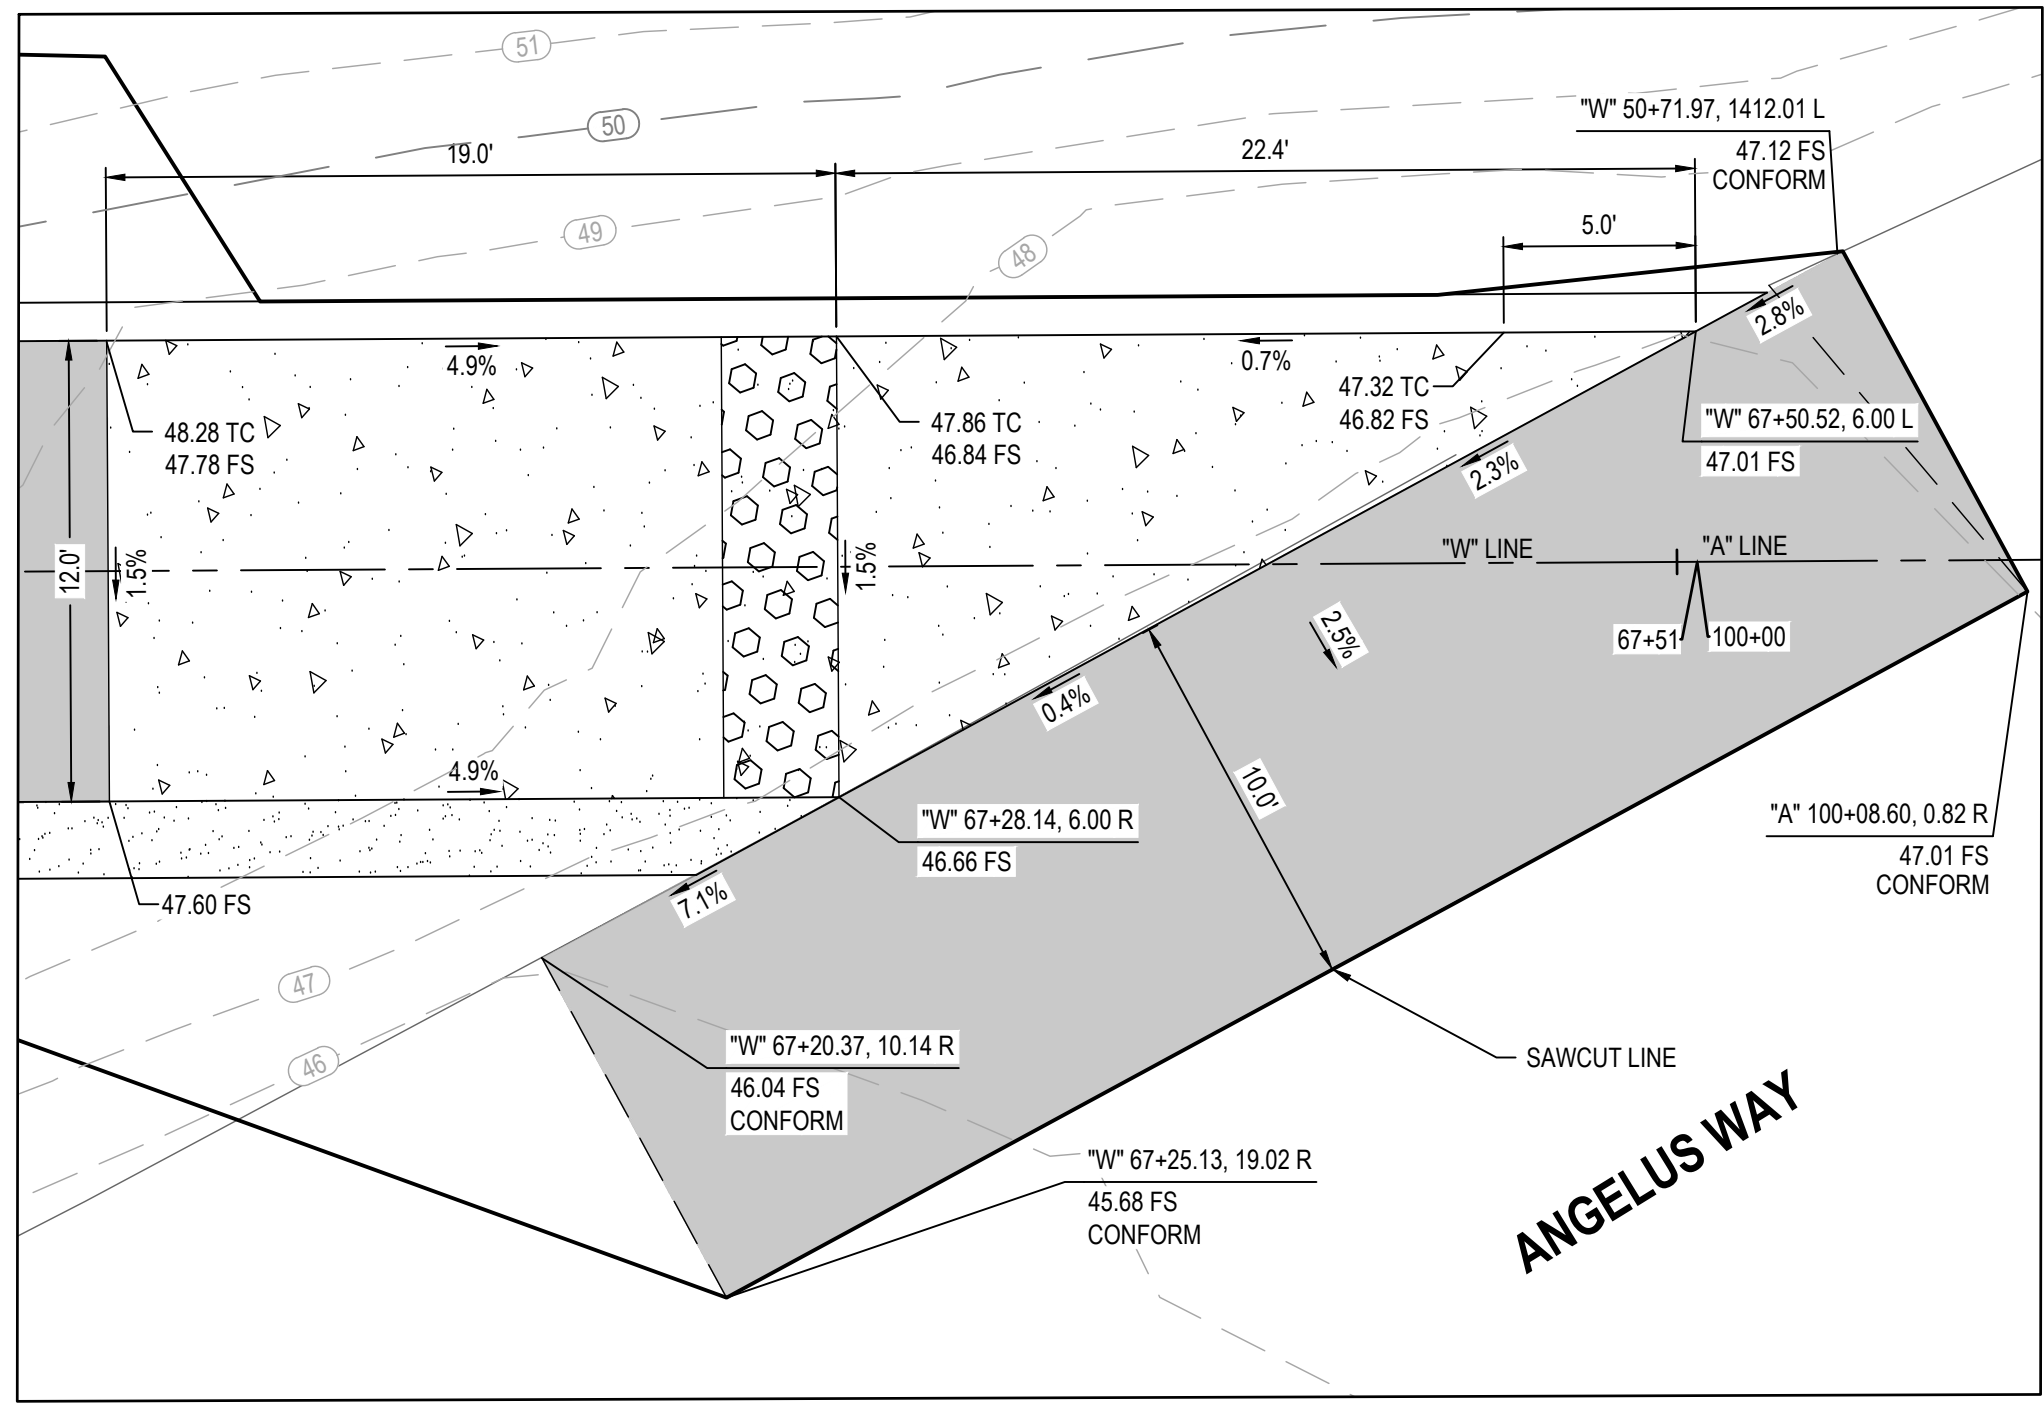 51
50
"W" 50+71.97, 1412.01 L
47.12 FS
CONFORM
19.0'
22.4'
49
48
5.0'
2.8%
4.9%
0.7%
47.32 TC
46.82 FS
48.28 TC
47.78 FS
47.86 TC
46.84 FS
"W" 67+50.52, 6.00 L
47.01 FS
2.3%
"W" LINE
"A" LINE
12.0'
1.5%
1.5%
2.5%
67+51
100+00
0.4%
4.9%
10.0'
"W" 67+28.14, 6.00 R
46.66 FS
"A" 100+08.60, 0.82 R
47.01 FS
CONFORM
7.1%
47.60 FS
47
46
"W" 67+20.37, 10.14 R
46.04 FS
CONFORM
SAWCUT LINE
"W" 67+25.13, 19.02 R
45.68 FS
CONFORM
ANGELUS WAY